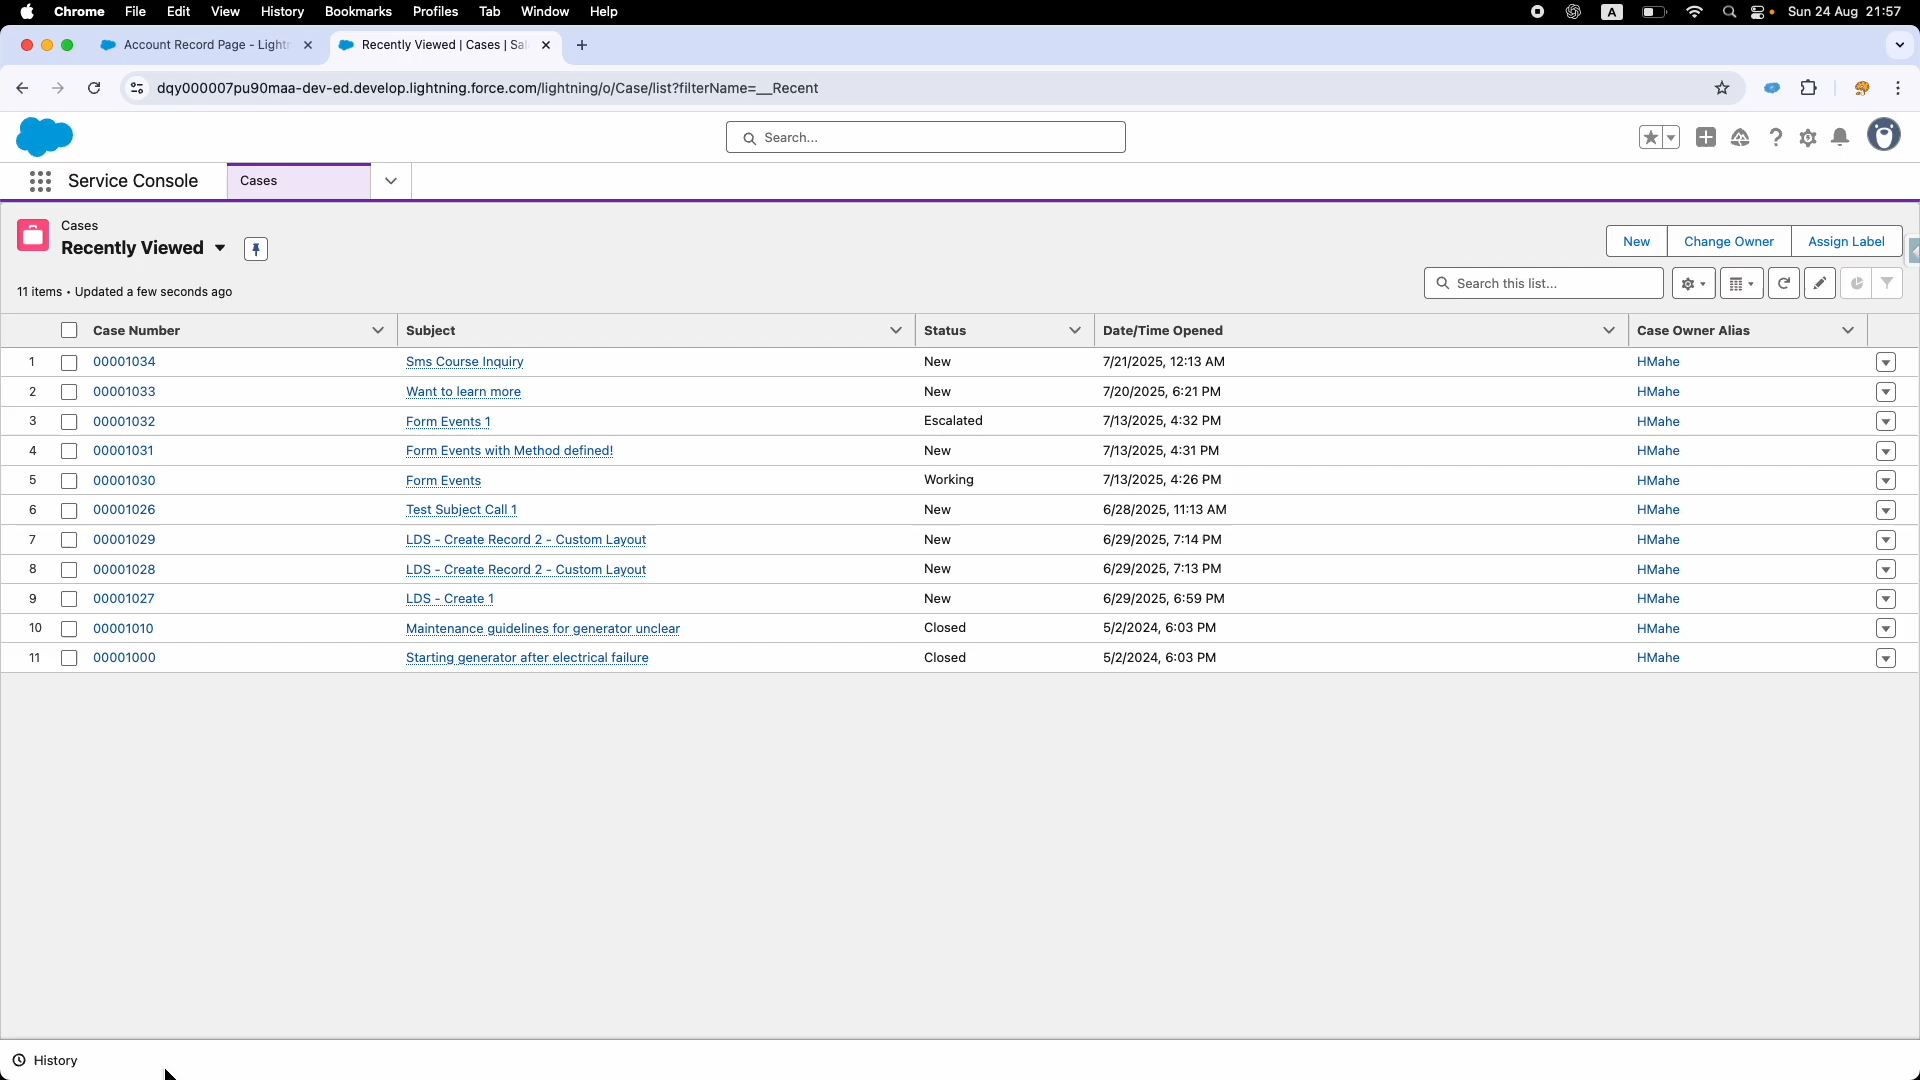 Chrome File Edit View History Bookmarks Profiles Tab Window Help A Sun 24 Aug 21:57
Account Record Page - Light Recently Viewed | Cases | Sal
dqy000007pu90maa-dev-ed.develop.lightning.force.com/lightning/o/Case/list?filterName=__Recent
Search...
Service Console Cases
Cases
Recently Viewed
New Change Owner Assign Label
11 items • Updated a few seconds ago
Search this list...
Case Number Subject Status Date/Time Opened Case Owner Alias
1 00001034 Sms Course Inquiry New 7/21/2025, 12:13 AM HMahe
2 00001033 Want to learn more New 7/20/2025, 6:21 PM HMahe
3 00001032 Form Events 1 Escalated 7/13/2025, 4:32 PM HMahe
4 00001031 Form Events with Method defined! New 7/13/2025, 4:31 PM HMahe
5 00001030 Form Events Working 7/13/2025, 4:26 PM HMahe
6 00001026 Test Subject Call 1 New 6/28/2025, 11:13 AM HMahe
7 00001029 LDS - Create Record 2 - Custom Layout New 6/29/2025, 7:14 PM HMahe
8 00001028 LDS - Create Record 2 - Custom Layout New 6/29/2025, 7:13 PM HMahe
9 00001027 LDS - Create 1 New 6/29/2025, 6:59 PM HMahe
10 00001010 Maintenance guidelines for generator unclear Closed 5/2/2024, 6:03 PM HMahe
11 00001000 Starting generator after electrical failure Closed 5/2/2024, 6:03 PM HMahe
History